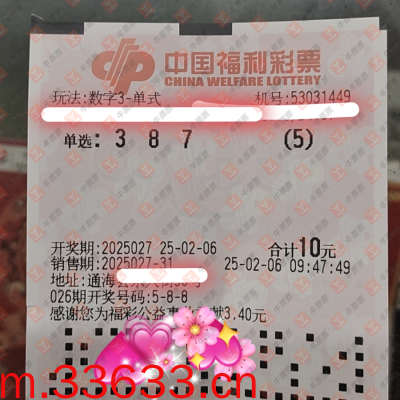 中国福利彩票
CHINA WELFARE LOTTERY
玩法:数字3-单式 机号:53031449
单选: 3 8 7 (5)
开奖期:2025027 25-02-06 合计10元
销售期:2025027-31 25-02-06 09:47:49
地址:通海县
026期开奖号码:5-8-8
感谢您为福彩公益事 献3.40元
m.33633.cn